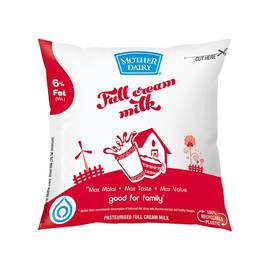 MOTHER
DAIRY
CUT HERE
6% 
Fat
(Min.)
Full cream
milk
Max Malai • Max Taste • Max Value
good for family*
100%
RECYCLABLE
PLASTIC
PASTEURISED FULL CREAM MILK